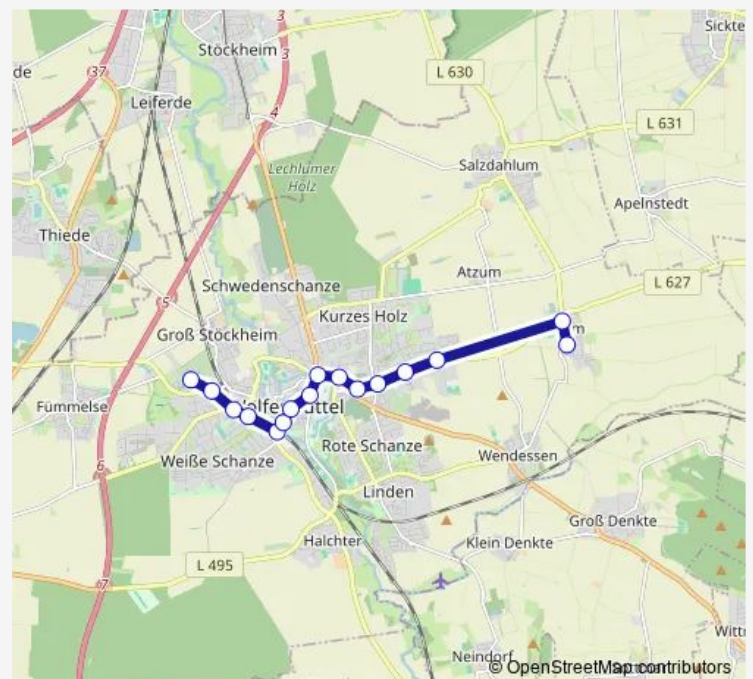 3
3
Sickte
Stöckheim
de
37
L 630
Leiferde
4
L 631
Lechlumer
Holz
Salzdahlum
Apelnstedt
Thiede
Atzum
L 627
Schwedenschanze
5
Kurzes Holz
Groß Stöckheim
Fümmelse
Rote Schanze
Weiße Schanze
Wendessen
6
Linden
Groß Denkte
Halchter
Klein Denkte
L 495
7
Neindorf
© OpenStreetMap contributors